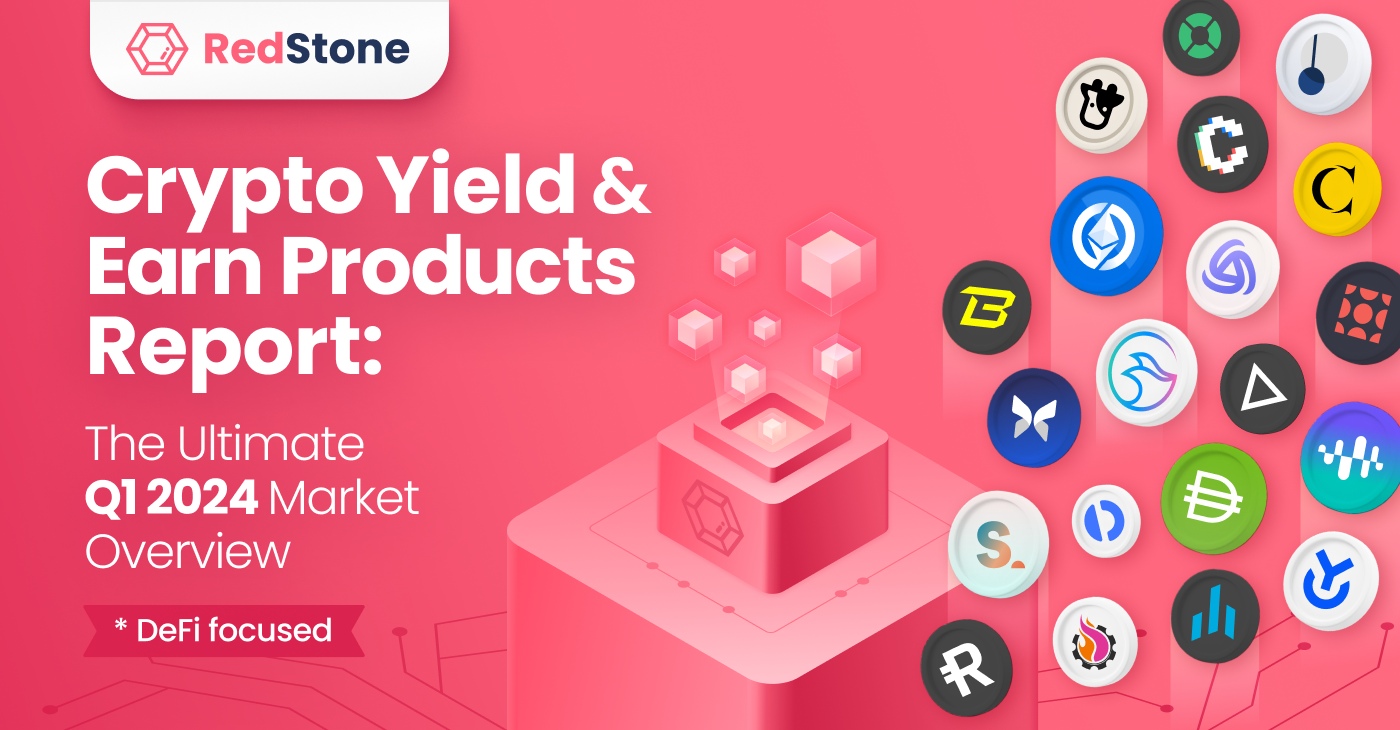 RedStone
Crypto Yield &
Earn Products
Report:
The Ultimate
Q1 2024 Market
Overview
* DeFi focused